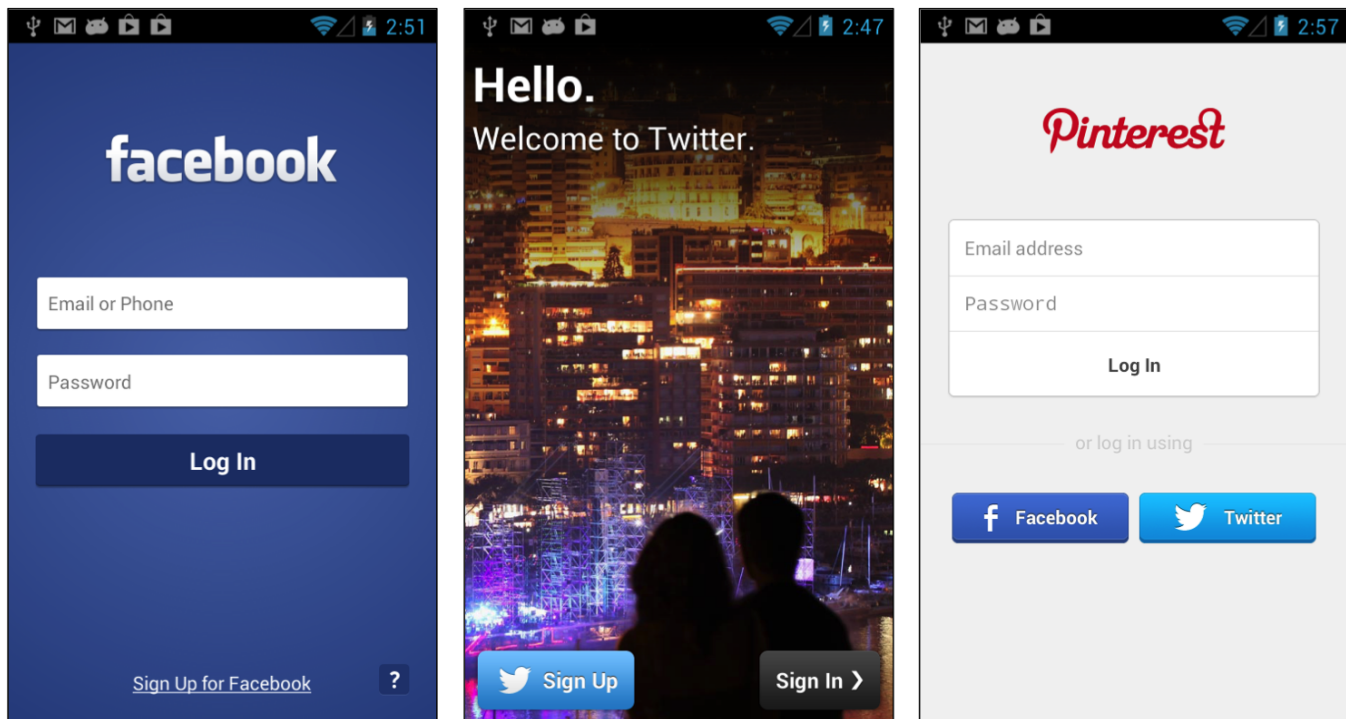 2:51
facebook
Email or Phone
Password
Log In
Sign Up for Facebook
?
2:47
Hello.
Welcome to Twitter.
Sign Up
Sign In ❯
2:57
Pinterest
Email address
Password
Log In
or log in using
f Facebook
Twitter